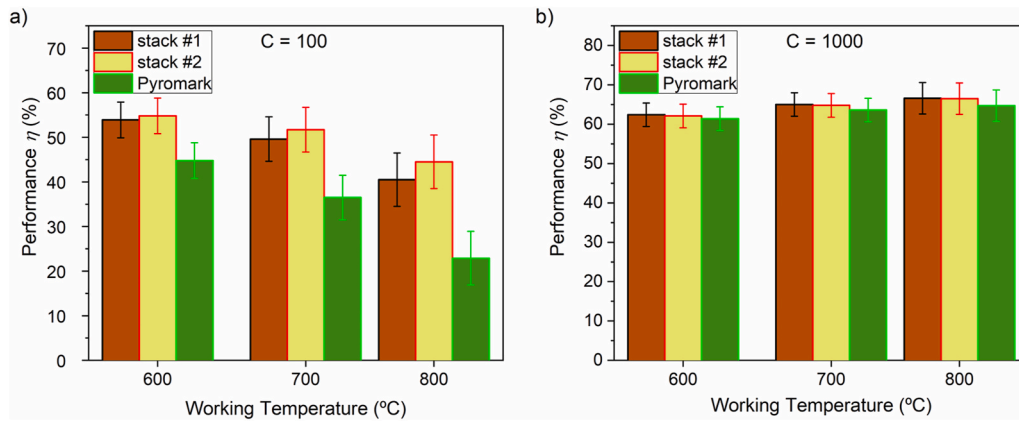 a)
C = 100
stack #1
stack #2
Pyromark
Performance η (%)
70
60
50
40
30
20
10
0
600
700
800
Working Temperature (ºC)
b)
C = 1000
stack #1
stack #2
Pyromark
Performance η (%)
80
70
60
50
40
30
20
10
0
600
700
800
Working Temperature (ºC)